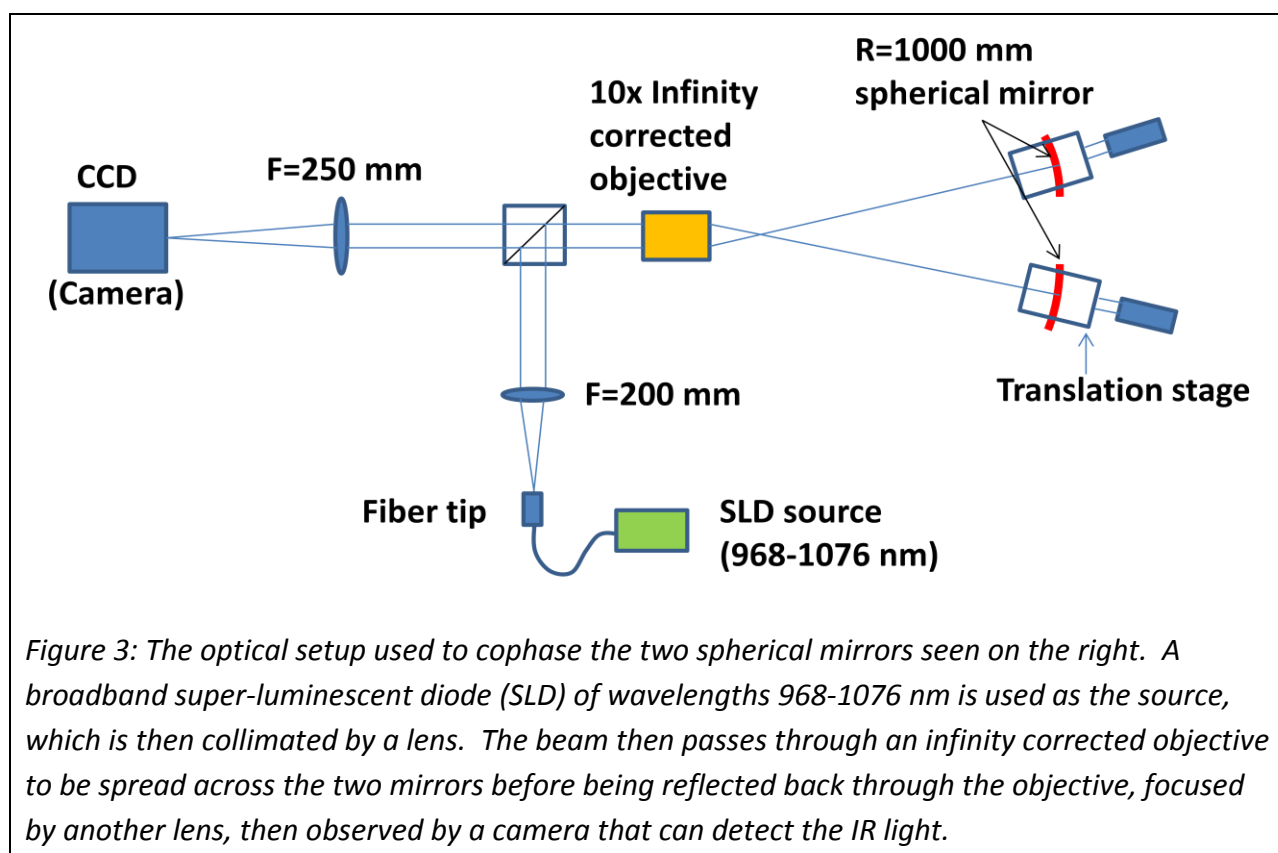 R=1000 mm
spherical mirror
10x Infinity
corrected
objective
F=250 mm
CCD
(Camera)
F=200 mm
Translation stage
Fiber tip
SLD source
(968-1076 nm)
Figure 3: The optical setup used to cophase the two spherical mirrors seen on the right. A
broadband super-luminescent diode (SLD) of wavelengths 968-1076 nm is used as the source,
which is then collimated by a lens. The beam then passes through an infinity corrected objective
to be spread across the two mirrors before being reflected back through the objective, focused
by another lens, then observed by a camera that can detect the IR light.